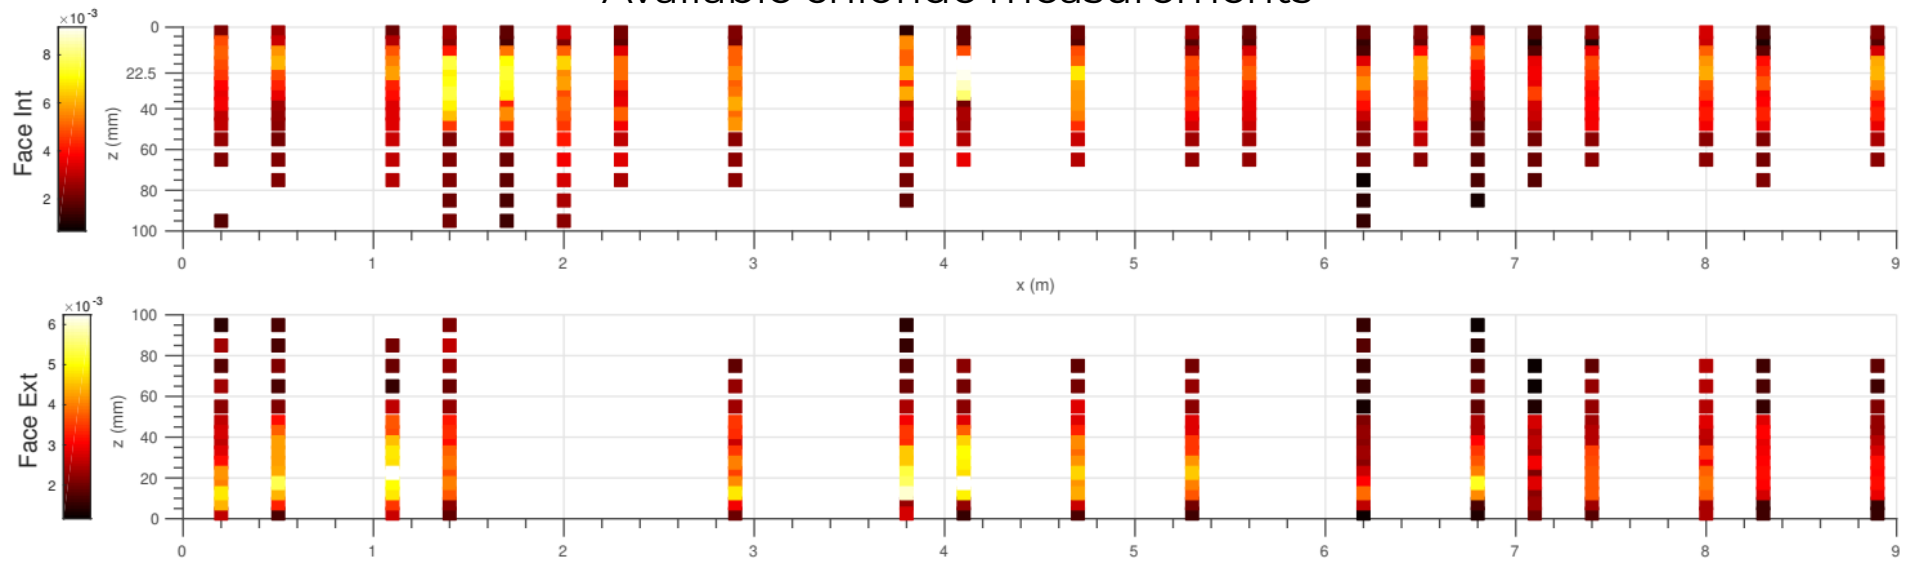 Available chloride measurements
×10⁻³
8
6
4
2
Face Int
z (mm)
0
22.5
40
60
80
100
0 1 2 3 4 5 6 7 8 9
x (m)
×10⁻³
6
5
4
3
2
Face Ext
z (mm)
100
80
60
40
20
0
0 1 2 3 4 5 6 7 8 9